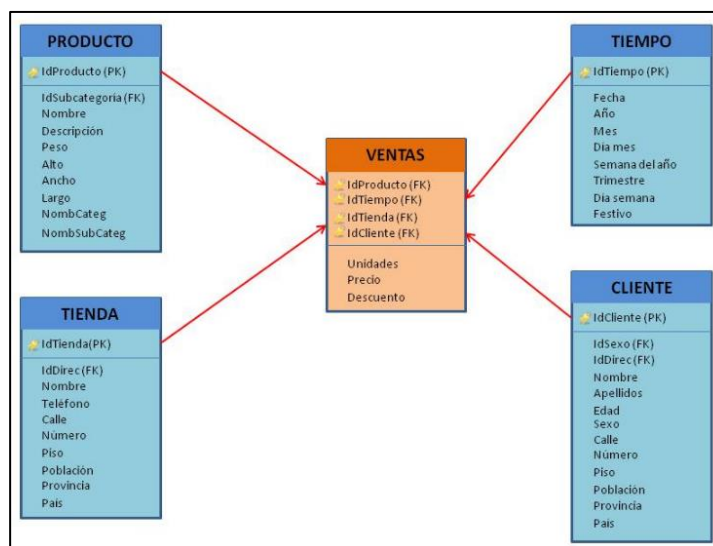 PRODUCTO
IdProducto (PK)
IdSubcategoría (FK)
Nombre
Descripción
Peso
Alto
Ancho
Largo
NombCateg
NombSubCateg
TIENDA
IdTienda(PK)
IdDirec (FK)
Nombre
Teléfono
Calle
Número
Piso
Población
Provincia
País
VENTAS
IdProducto (FK)
IdTiempo (FK)
IdTienda (FK)
IdCliente (FK)
Unidades
Precio
Descuento
TIEMPO
IdTiempo (PK)
Fecha
Año
Mes
Día mes
Semana del año
Trimestre
Día semana
Festivo
CLIENTE
IdCliente (PK)
IdSexo (FK)
IdDirec (FK)
Nombre
Apellidos
Edad
Sexo
Calle
Número
Piso
Población
Provincia
País